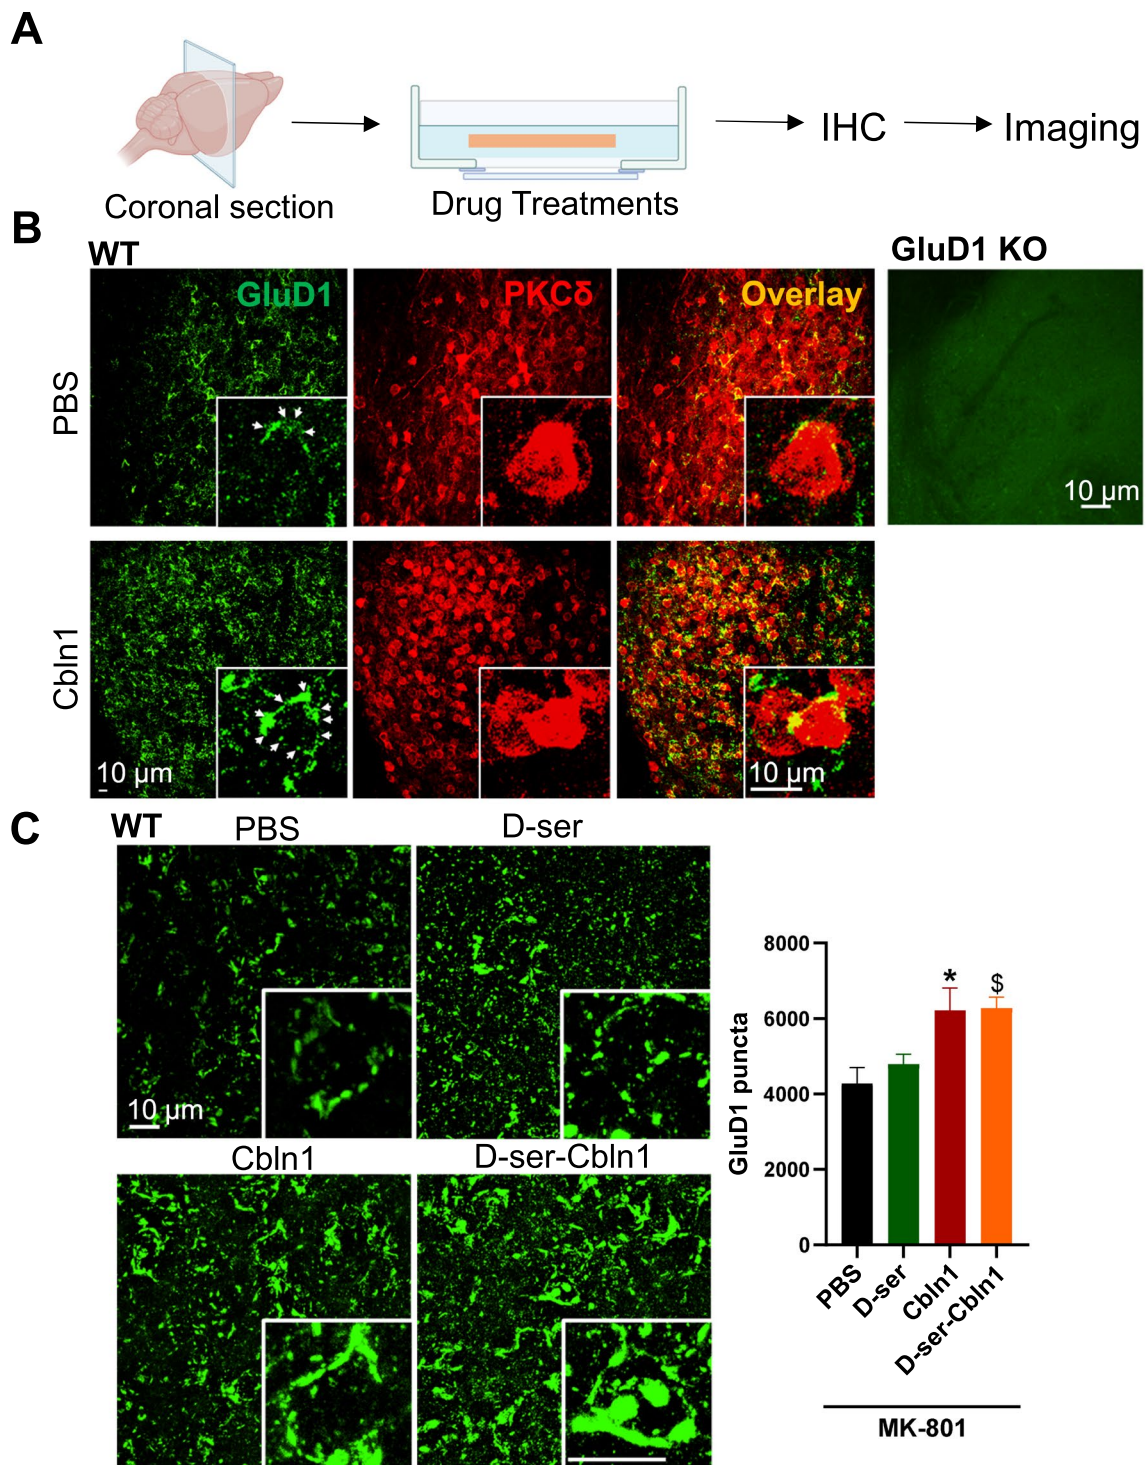 A
Coronal section
Drug Treatments
IHC
Imaging
B
WT
GluD1 KO
GluD1
PKCδ
Overlay
PBS
10 µm
Cbln1
10 µm
10 µm
C
WT
PBS
D-ser
10 µm
Cbln1
D-ser-Cbln1
GluD1 puncta
8000
6000
4000
2000
0
*
$
PBS
D-ser
Cbln1
D-ser-Cbln1
MK-801